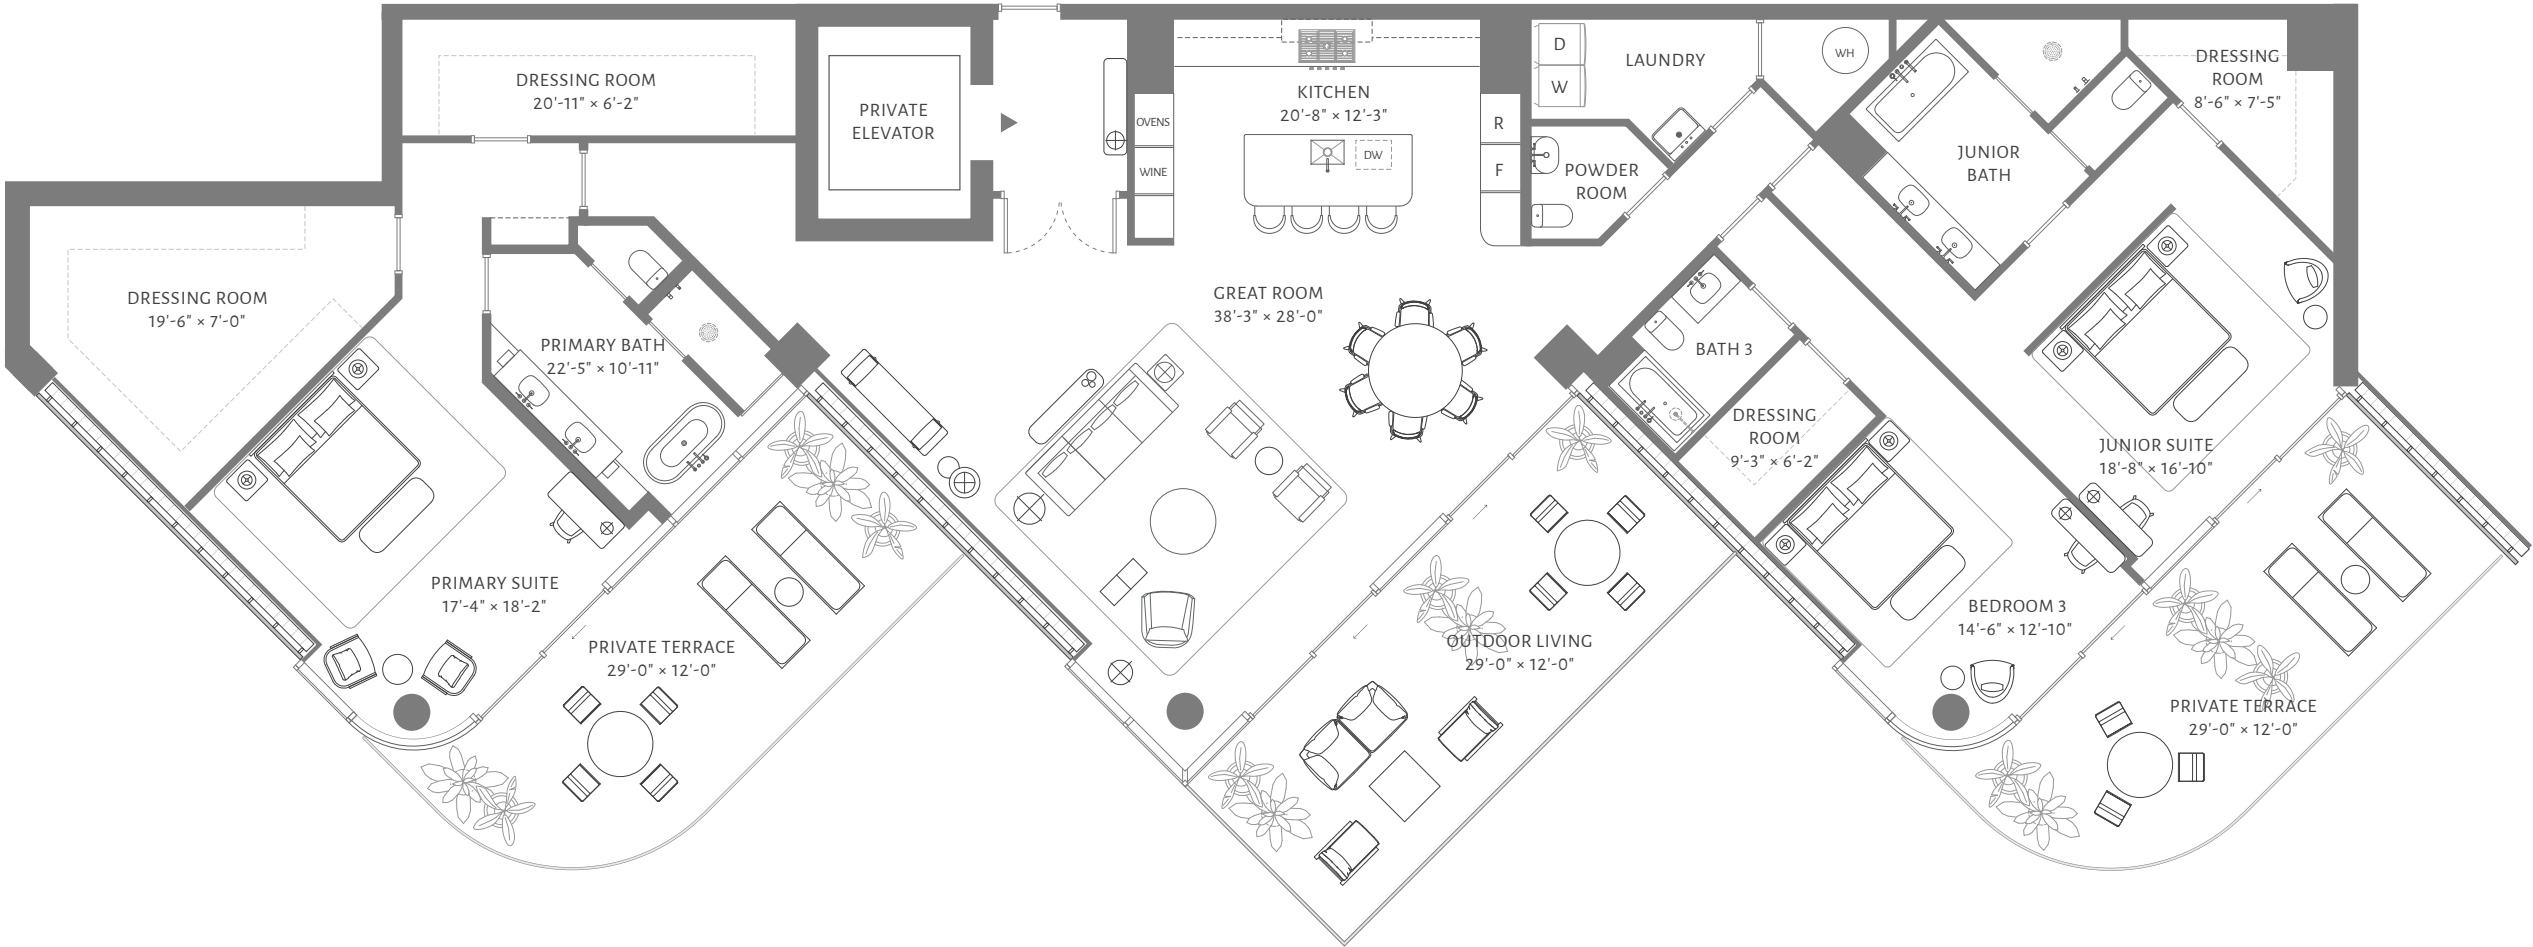 DRESSING ROOM
20'-11" × 6'-2"
PRIVATE
ELEVATOR
OVENS
WINE
KITCHEN
20'-8" × 12'-3"
DW
R
F
D
W
LAUNDRY
POWDER
ROOM
WH
JUNIOR
BATH
DRESSING
ROOM
8'-6" × 7'-5"
DRESSING ROOM
19'-6" × 7'-0"
PRIMARY BATH
22'-5" × 10'-11"
GREAT ROOM
38'-3" × 28'-0"
BATH 3
DRESSING
ROOM
9'-3" × 6'-2"
JUNIOR SUITE
18'-8" × 16'-10"
PRIMARY SUITE
17'-4" × 18'-2"
PRIVATE TERRACE
29'-0" × 12'-0"
OUTDOOR LIVING
29'-0" × 12'-0"
BEDROOM 3
14'-6" × 12'-10"
PRIVATE TERRACE
29'-0" × 12'-0"